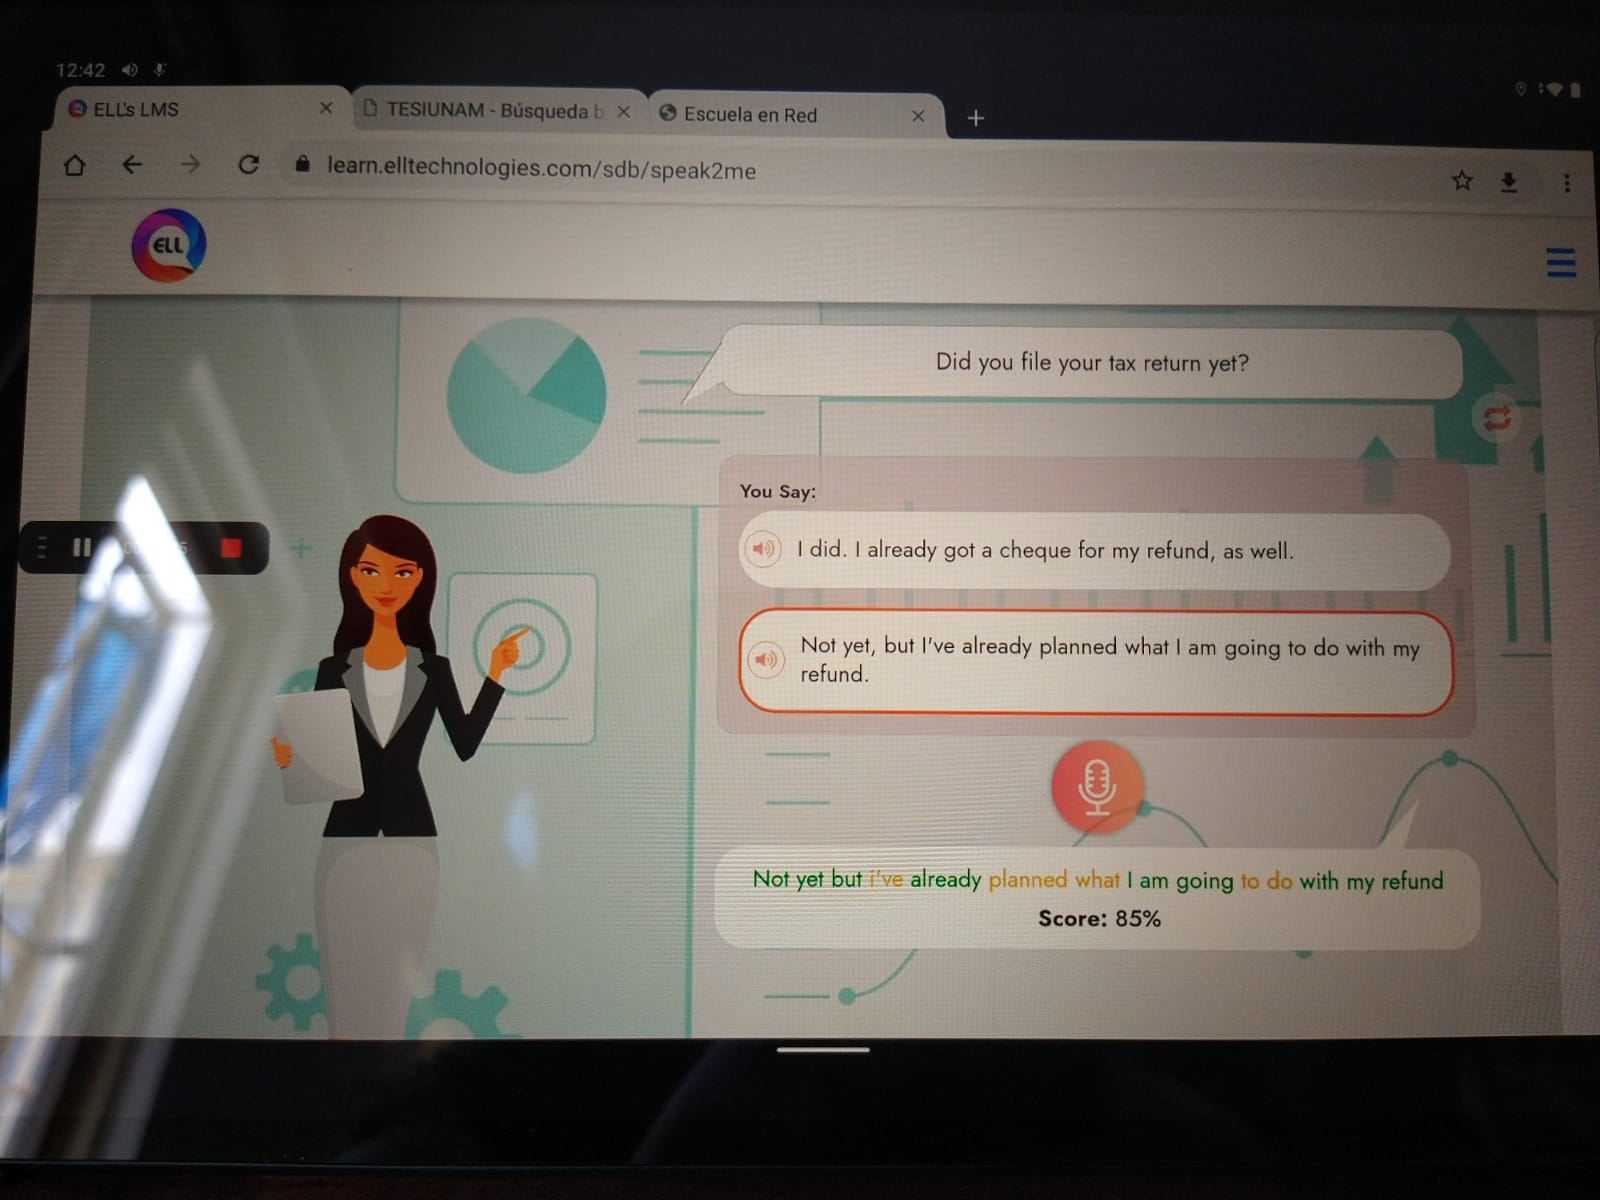 12:42
ELL's LMS
TESIUNAM - Búsqueda b
Escuela en Red
learn.elltechnologies.com/sdb/speak2me
ELL
Did you file your tax return yet?
You Say:
I did. I already got a cheque for my refund, as well.
Not yet, but I've already planned what I am going to do with my
refund.
Not yet but i've already planned what I am going to do with my refund
Score: 85%